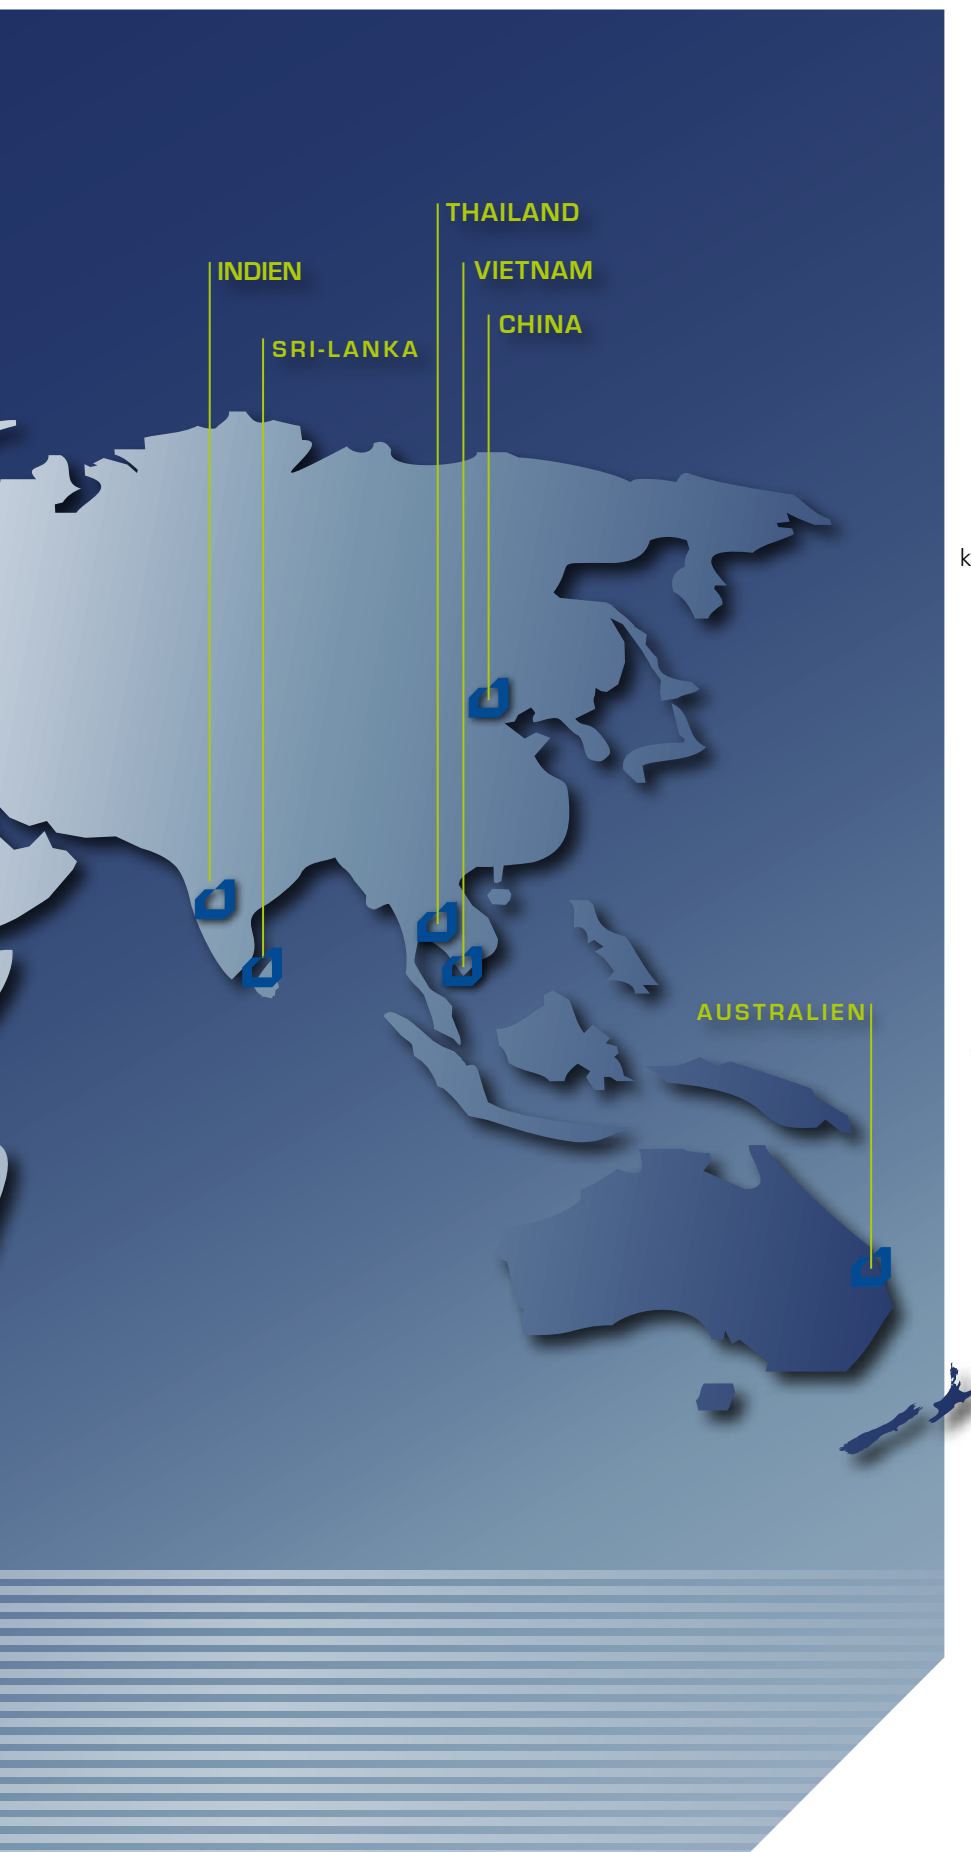 THAILAND
INDIEN
VIETNAM
CHINA
SRI-LANKA
k
AUSTRALIEN